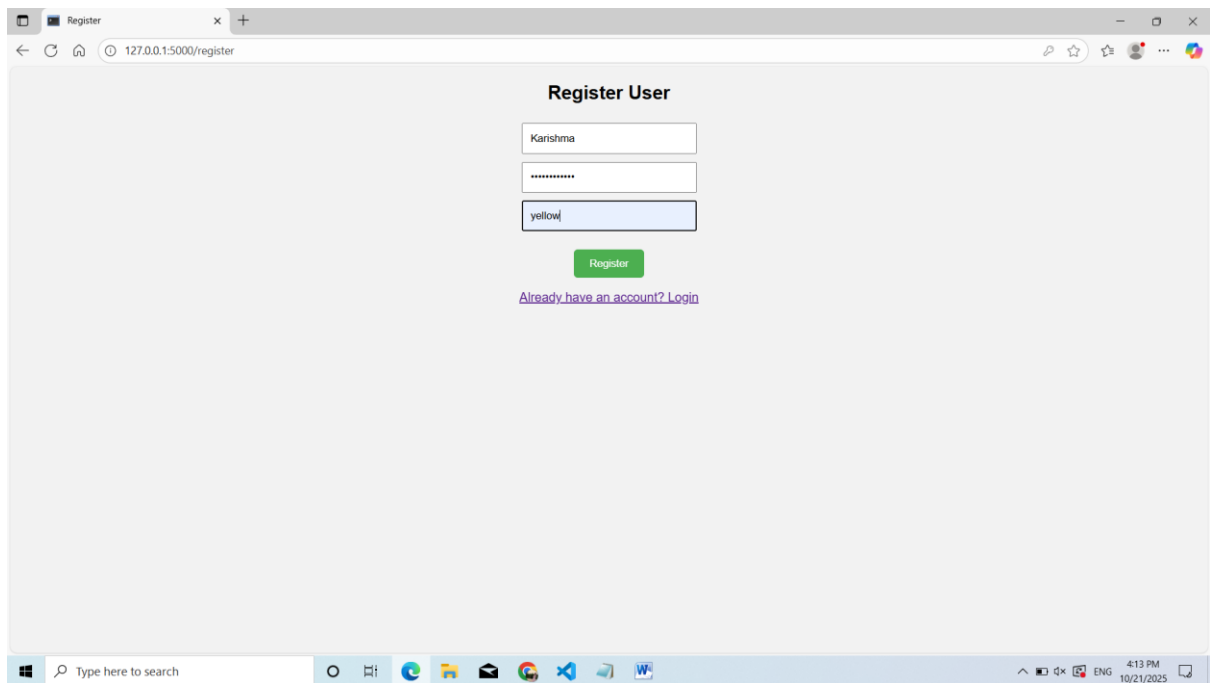 Register
127.0.0.1:5000/register
Register User
Karishma
••••••••••••
yellow
Register
Already have an account? Login
Type here to search
ENG
4:13 PM
10/21/2025